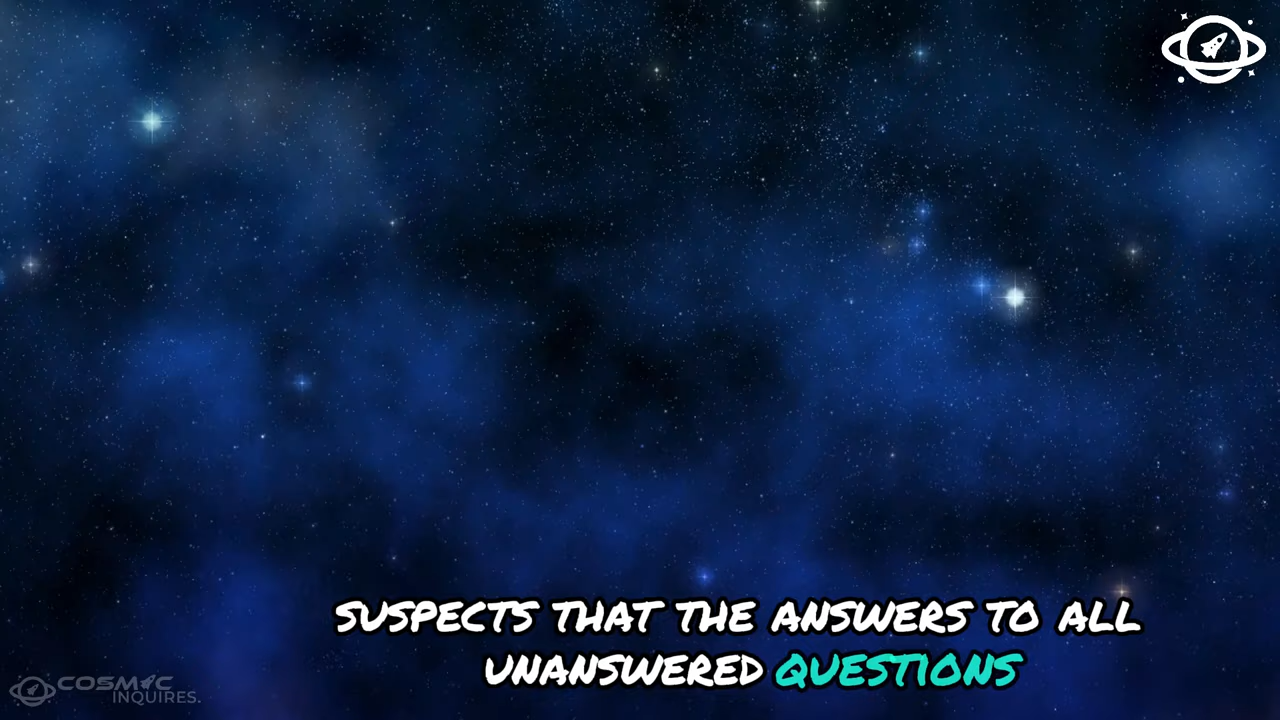 SUSPECTS THAT THE ANSWERS TO ALL
UNANSWERED QUESTIONS
COSMIC
INQUIRES.